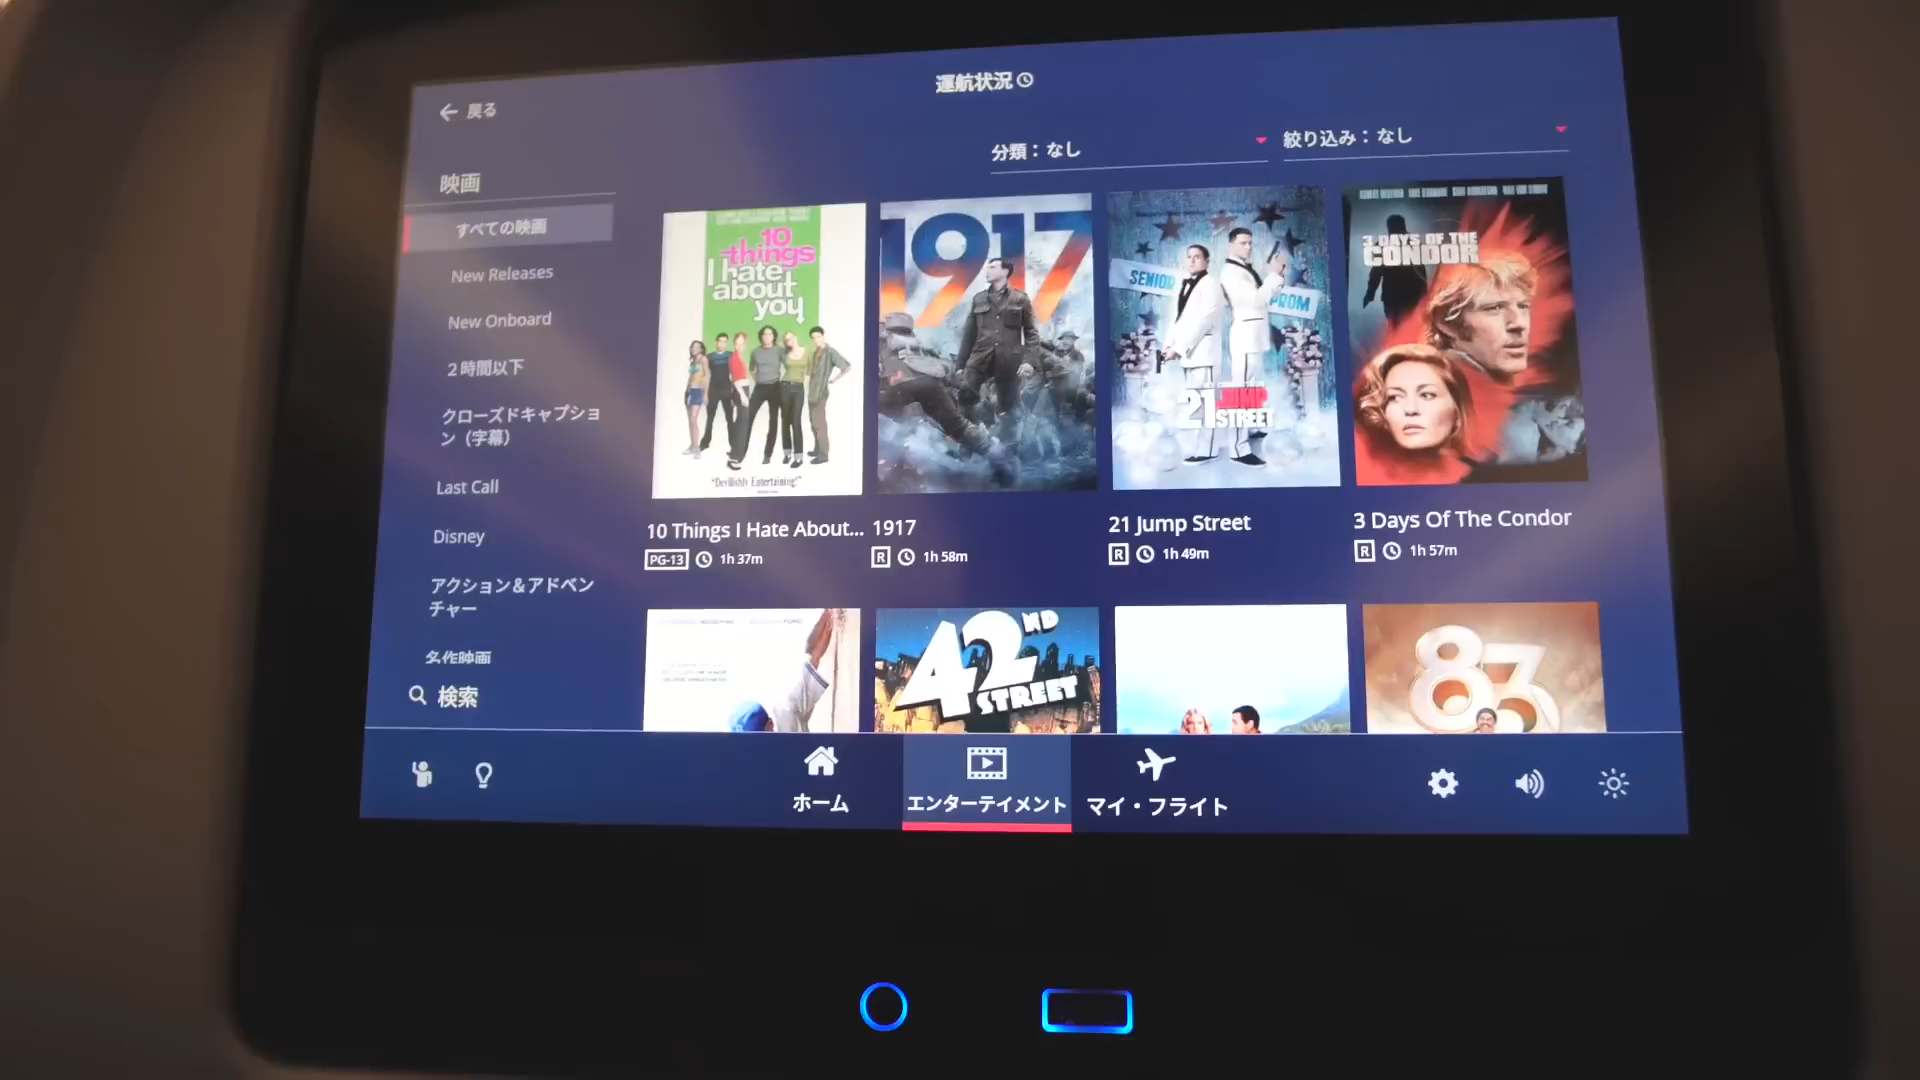 運航状況
戻る
分類：なし
絞り込み：なし
映画
すべての映画
New Releases
New Onboard
２時間以下
クローズドキャプショ
ン（字幕）
Last Call
Disney
アクション＆アドベン
チャー
名作映画
検索
10
things
I hate
about
you
"Devilishly Entertaining!"
1917
SENIOR
PROM
21 JUMP
STREET
3 DAYS OF THE
CONDOR
10 Things I Hate About...
PG-13 1h 37m
1917
R 1h 58m
21 Jump Street
R 1h 49m
3 Days Of The Condor
R 1h 57m
42ND
STREET
83
ホーム
エンターテイメント
マイ・フライト